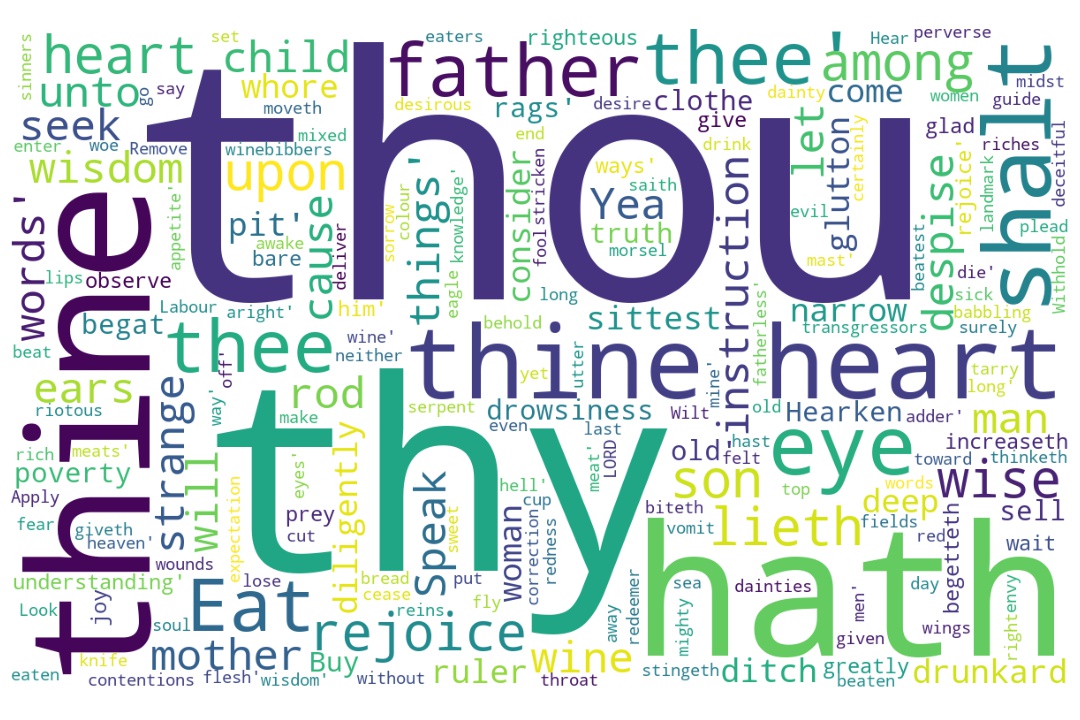 thou
thy
thine
hath
thine
heart
shalt
father
thee'
thee
heart
child
unto
seek
wisdom
upon
whore
among
come
eye
wise
son
lieth
Eat
rejoice
mother
wine
ruler
Buy
ditch
drunkard
greatly
man
deep
sell
wait
old
Hearken
drowsiness
sittest
narrow
despise
instruction
glutton
let
consider
things'
cause
pit'
bare
awake
begat
observe
words'
lips
ears
rod
poverty
strange
will
diligently
Speak
woman
prey
cut
understanding'
Yea
truth
saith
morsel
ways'
clothe
give
drink
rags'
desire
desirous
eaters
righteous
dainty
Hear
perverse
women
midst
guide
glad
riches
landmark
rejoice'
deceitful
plead
Withhold
die'
sick
babbling
surely
transgressors
beatest
evil
certainly
mast'
fatherless'
mine'
Wilt
felt
hast
top
toward
thinketh
increaseth
adder'
tarry
long'
words
fields
red
begetteth
day
wings
men'
given
dainties
sea
mighty
vomit
biteth
stingeth
beaten
rightenvy
redeemer
away
throat
fly
reins
put
sweet
cup
correction
redness
hell'
meat'
LORD
last
even
serpent
yet
utter
behold
long
fool
stricken
end
eagle
knowledge'
colour
sorrow
deliver
him'
wine'
neither
off'
way'
make
eyes'
expectation
lose
bread
cease
without
flesh'
wisdom'
contentions
knife
eaten
soul
joy
Look
wounds
heaven'
giveth
fear
Apply
meats'
rich
riotous
beat
Labour
aright'
appetite'
Remove
woe
enter
sinners
go
say
set
moveth
mixed
winebibbers
old